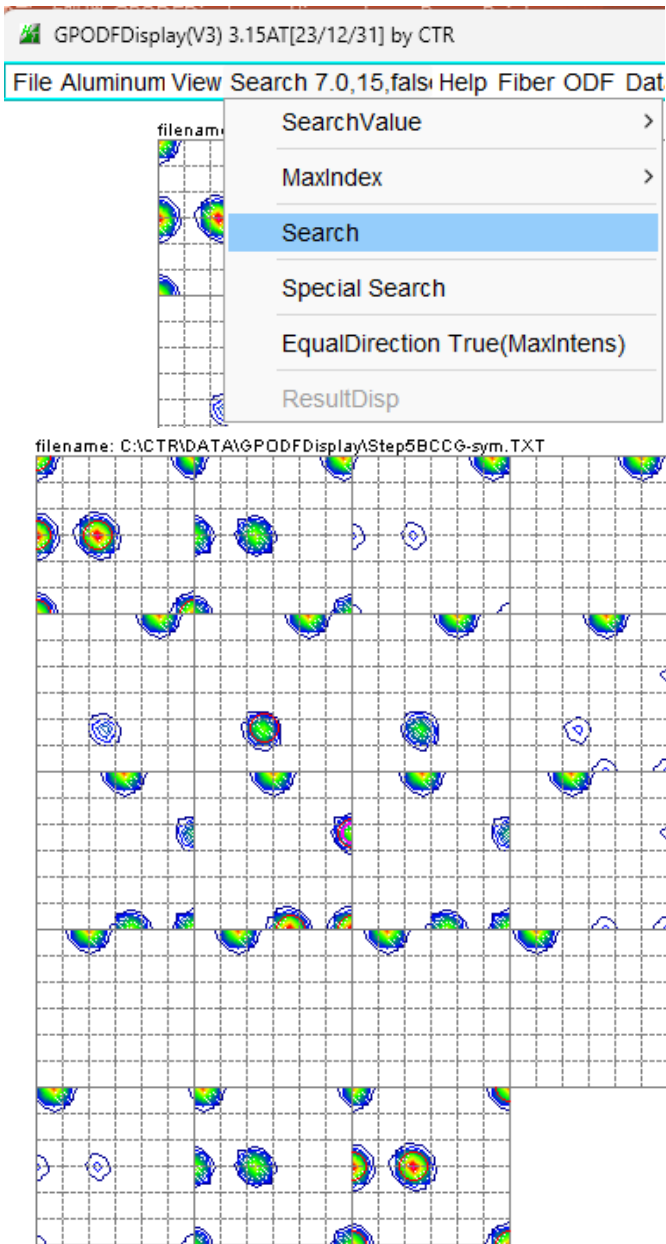 GPODFDisplay(V3) 3.15AT[23/12/31] by CTR
File Aluminum View Search 7.0,15,fals Help Fiber ODF Dat
filenam
SearchValue
MaxIndex
Search
Special Search
EqualDirection True(MaxIntens)
ResultDisp
filename: C:\CTR\DATA\GPODFDisplay\Step5BCCG-sym.TXT